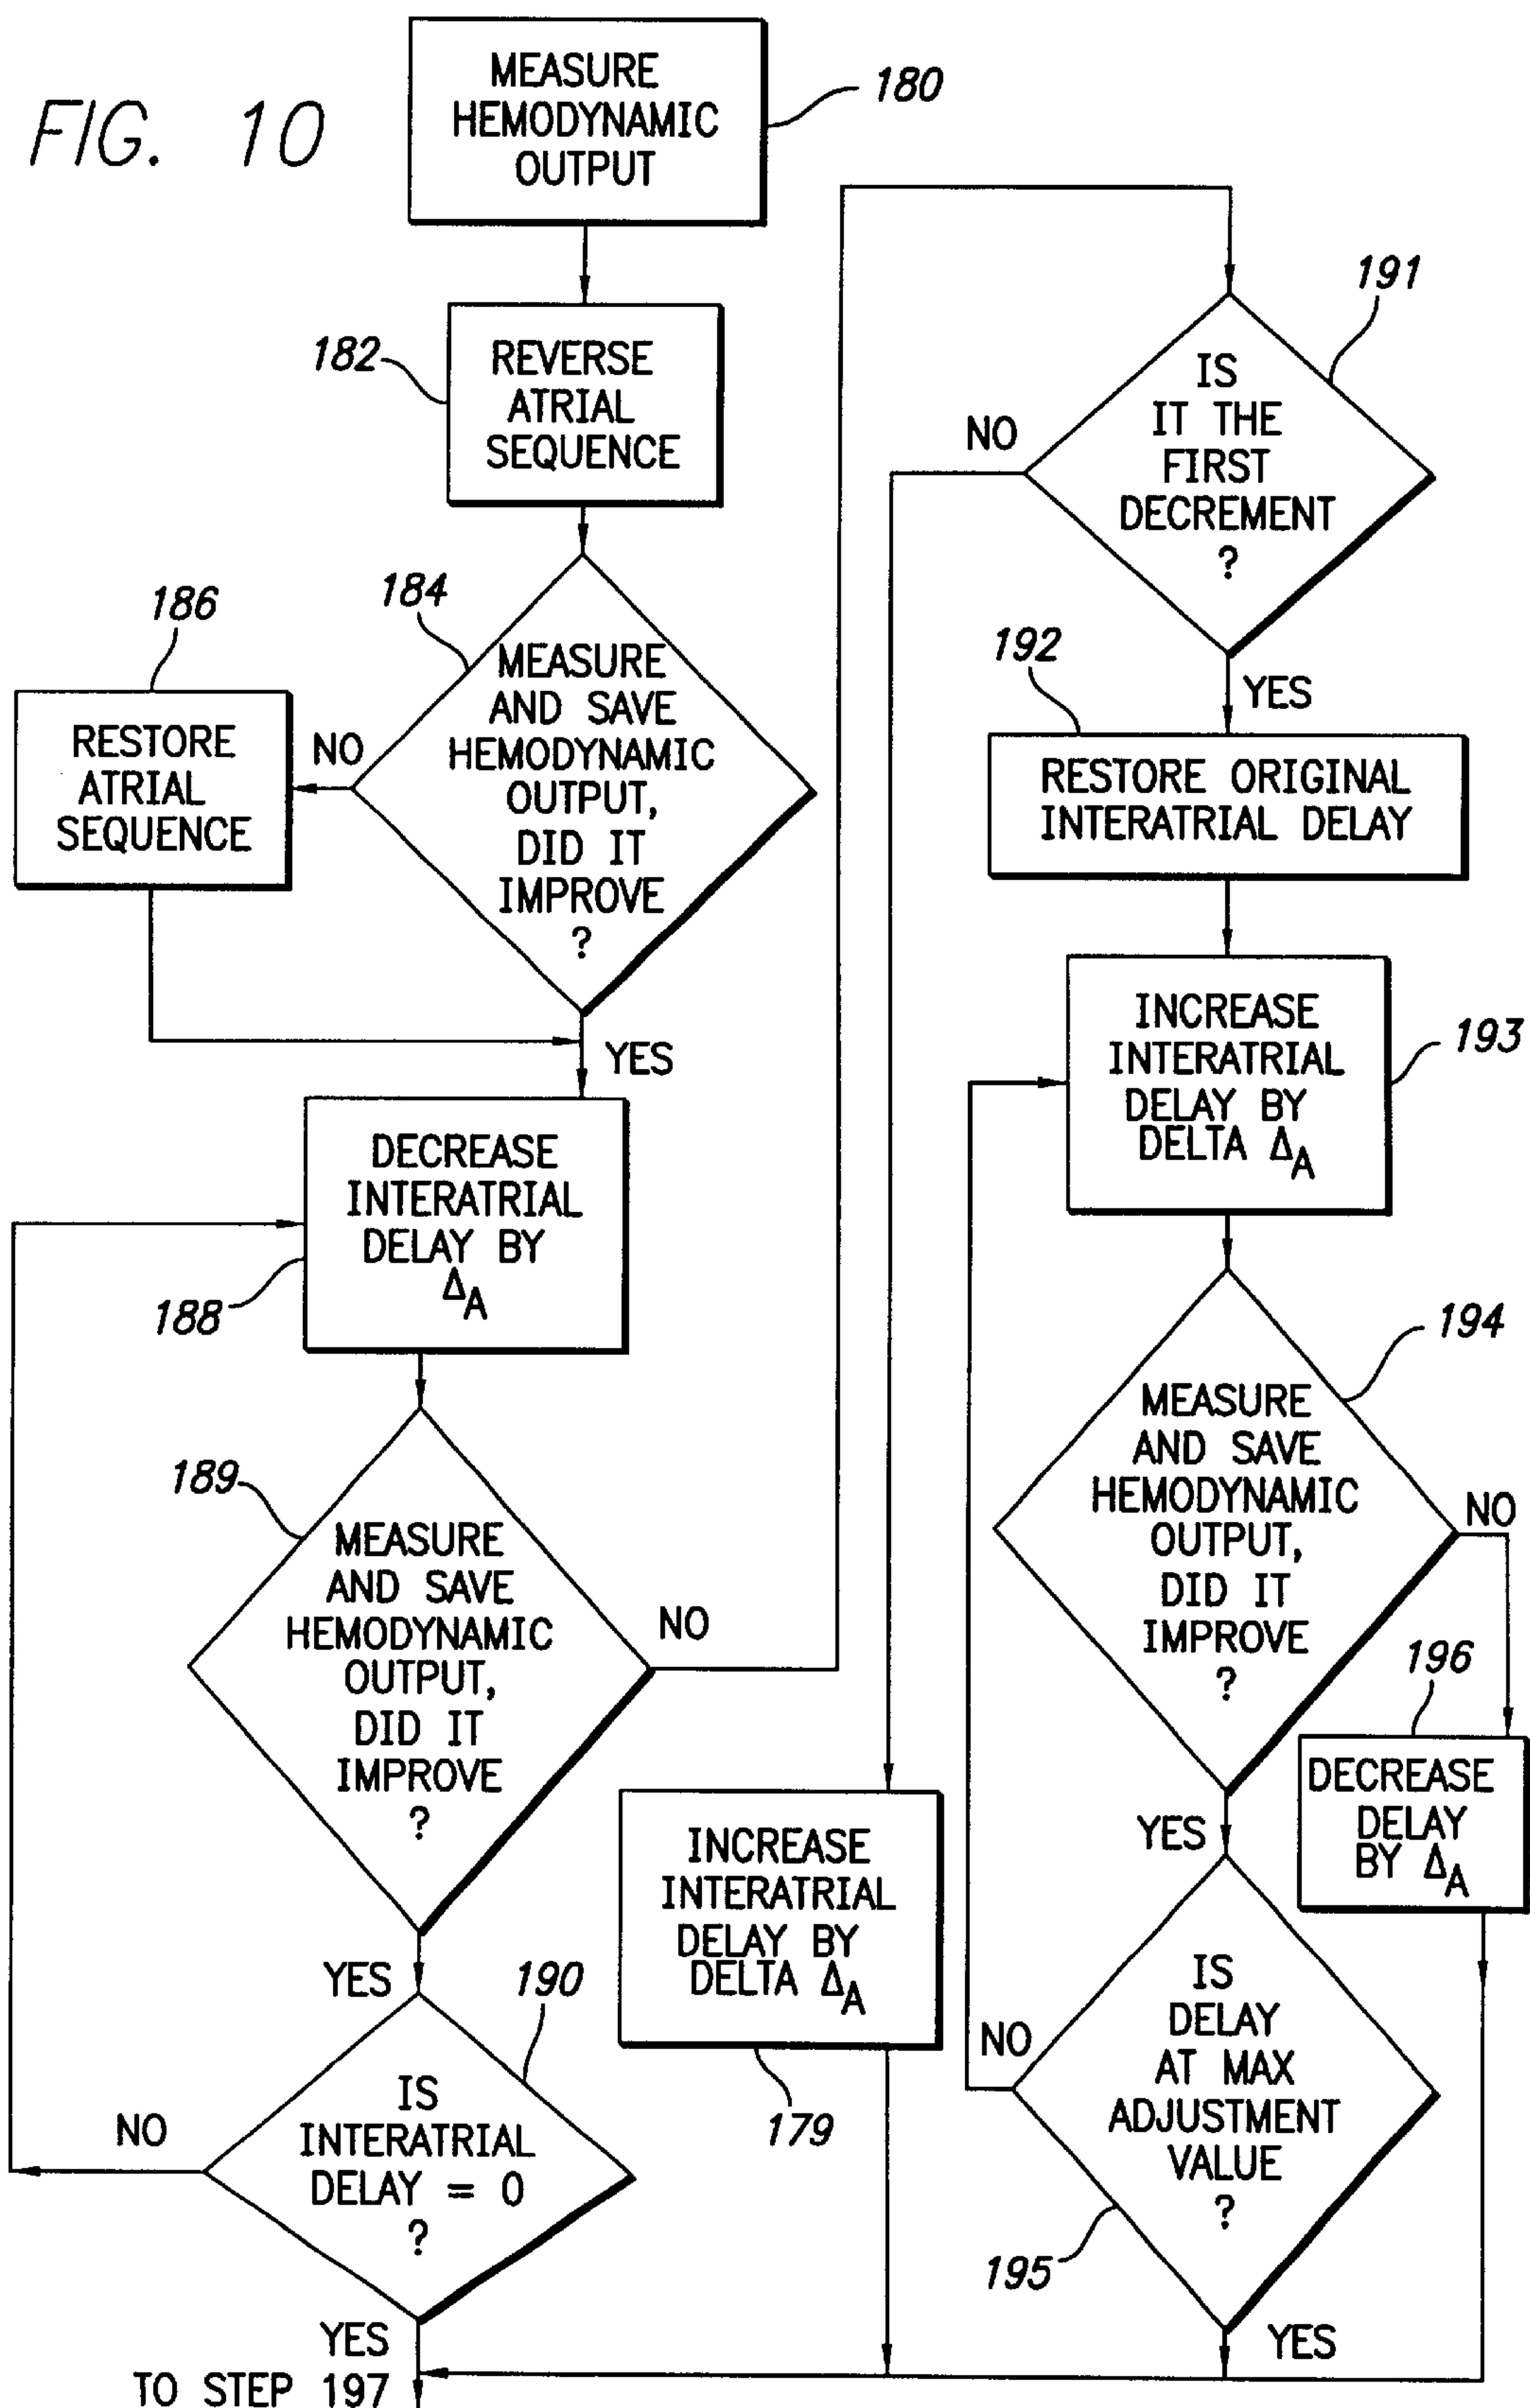 FIG. 10
MEASURE
HEMODYNAMIC
OUTPUT
180
182
REVERSE
ATRIAL
SEQUENCE
184
MEASURE
AND SAVE
HEMODYNAMIC
OUTPUT,
DID IT
IMPROVE
?
NO
186
RESTORE
ATRIAL
SEQUENCE
YES
DECREASE
INTERATRIAL
DELAY BY
ΔA
188
189
MEASURE
AND SAVE
HEMODYNAMIC
OUTPUT,
DID IT
IMPROVE
?
NO
YES
190
IS
INTERATRIAL
DELAY = 0
?
NO
YES
TO STEP 197
191
IS
IT THE
FIRST
DECREMENT
?
NO
YES
INCREASE
INTERATRIAL
DELAY BY
DELTA ΔA
179
192
RESTORE ORIGINAL
INTERATRIAL DELAY
INCREASE
INTERATRIAL
DELAY BY
DELTA ΔA
193
194
MEASURE
AND SAVE
HEMODYNAMIC
OUTPUT,
DID IT
IMPROVE
?
NO
YES
196
DECREASE
DELAY
BY ΔA
IS
DELAY
AT MAX
ADJUSTMENT
VALUE
?
NO
195
YES